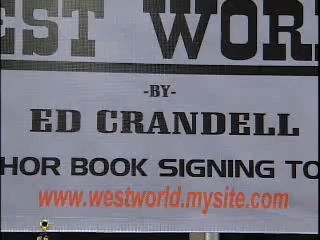 EST WOR
-BY-
ED CRANDELL
HOR BOOK SIGNING TO
www.westworld.mysite.com